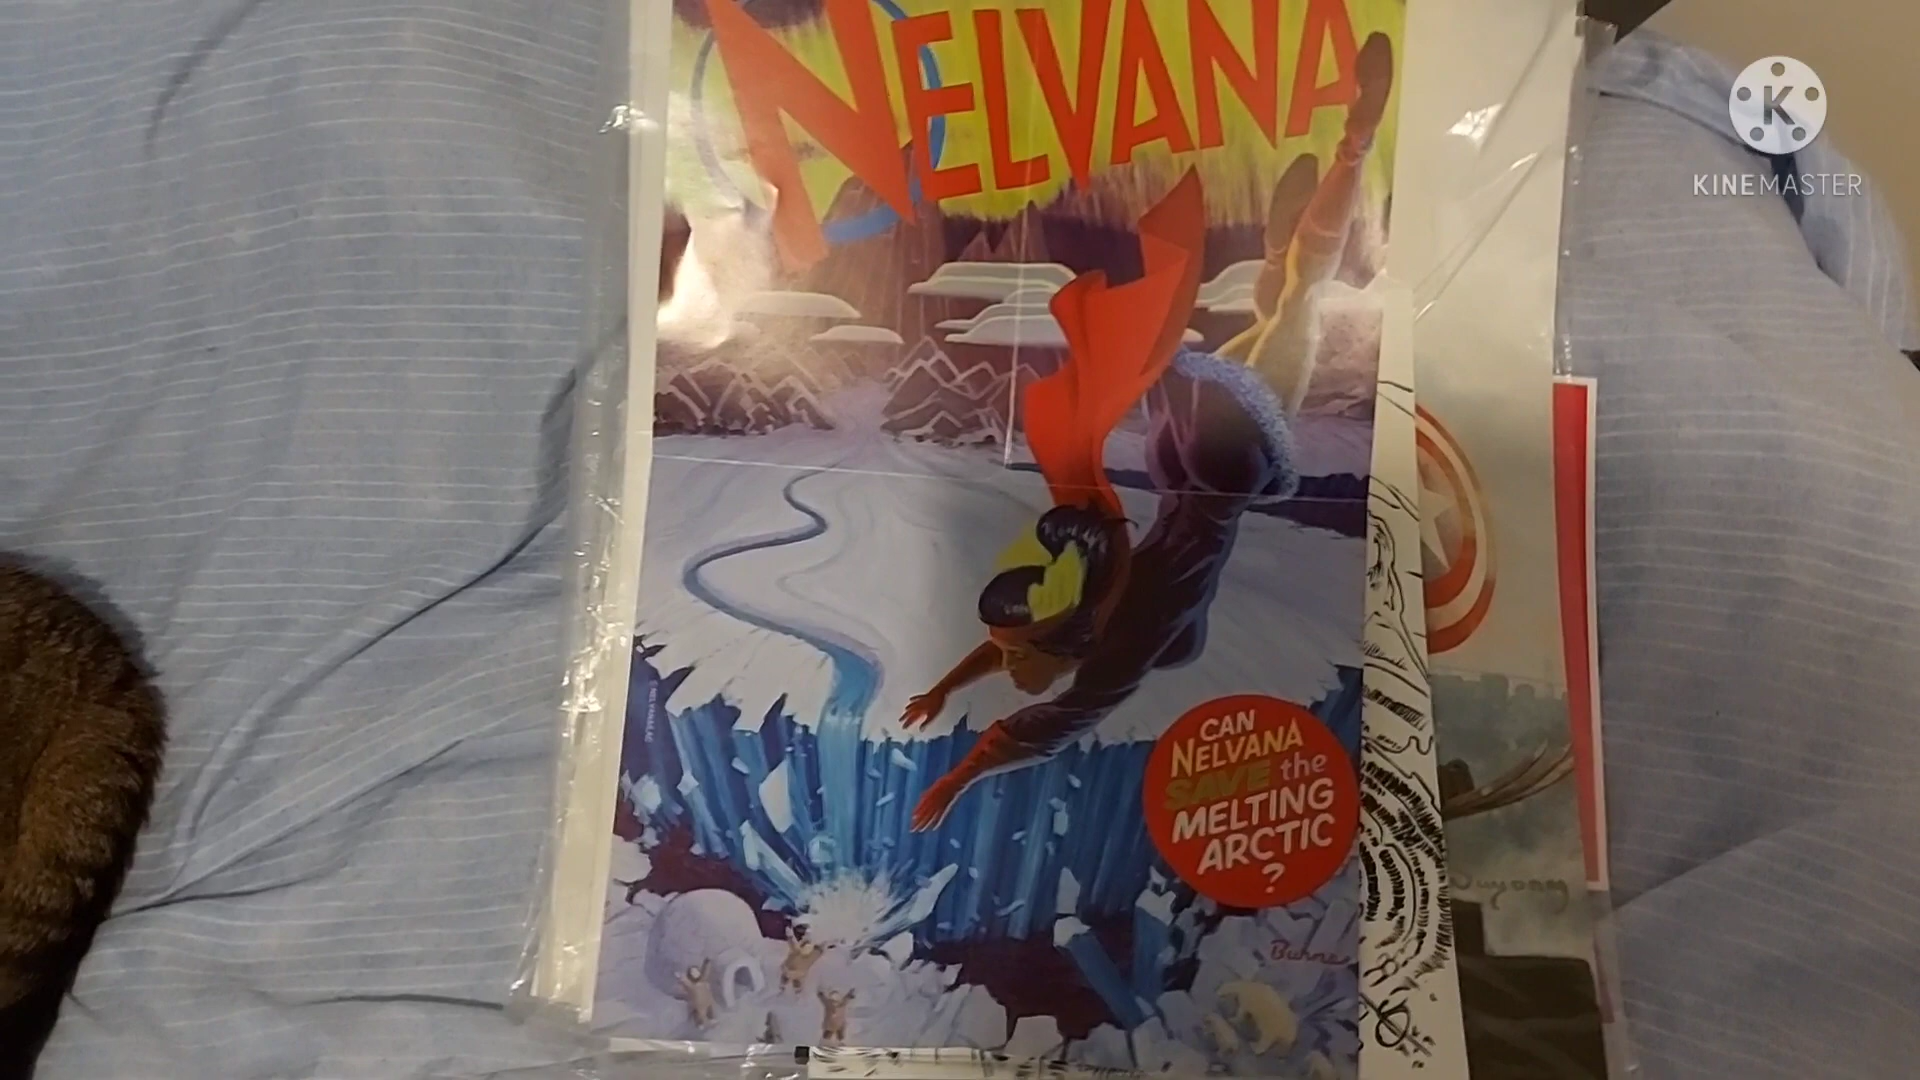 NELVANA
K
KINEMASTER
CAN
NELVANA
SAVE the
MELTING
ARCTIC
?